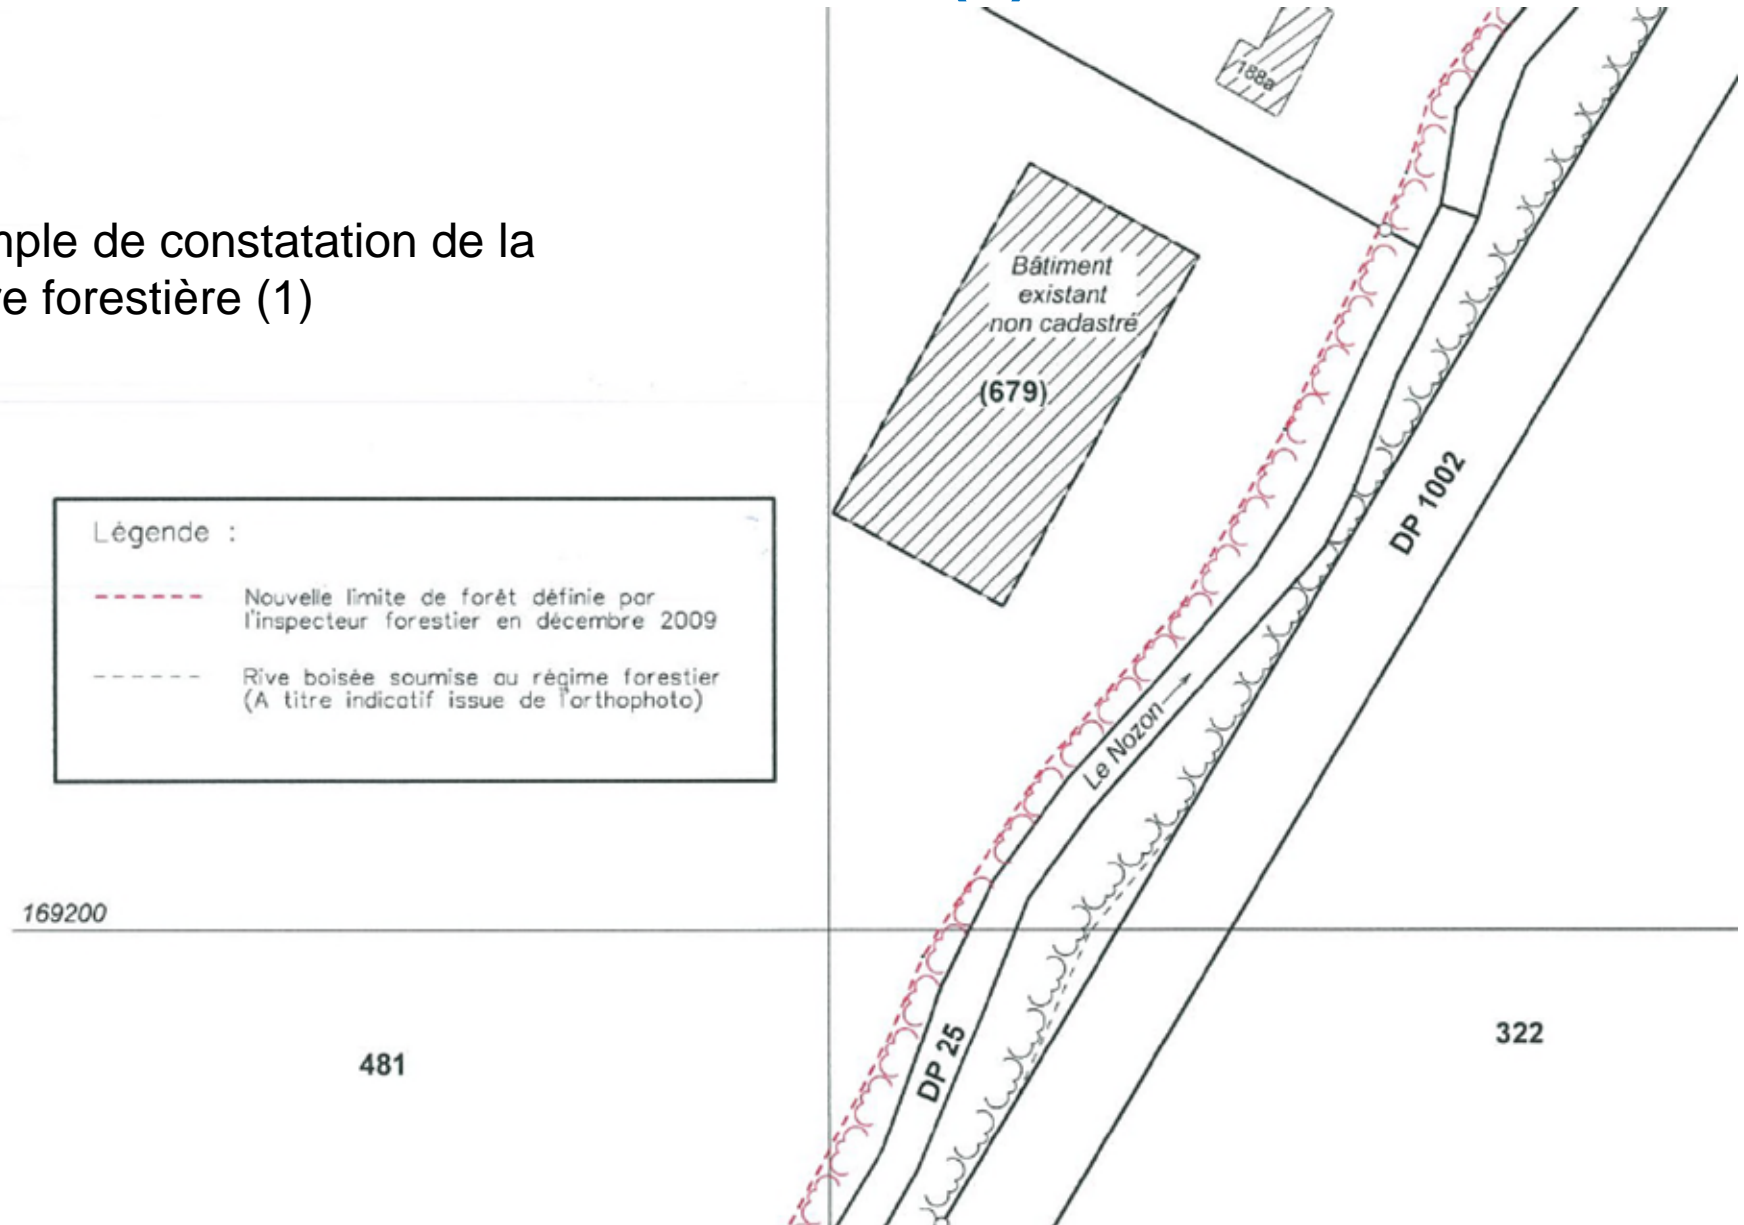 188a
de constatation de la
forestière (1)
Bâtiment
existant
non cadastré
(679)
DP 1002
Légende :
Nouvelle limite de forêt définie par
l'inspecteur forestier en décembre 2009
Rive boisée soumise au régime forestier
(A titre indicatif issue de l'orthophoto)
Le Nozon
169200
DP 25
481
322